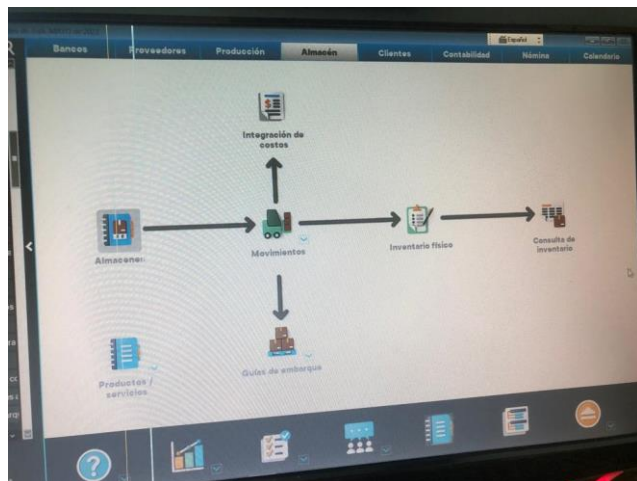 Español
Bancos
Proveedores
Producción
Almacén
Clientes
Contabilidad
Nómina
Calendario
Integración de
costos
Almacenes
Movimientos
Inventario físico
Consulta de
inventario
Productos /
servicios
Guías de embarque
?